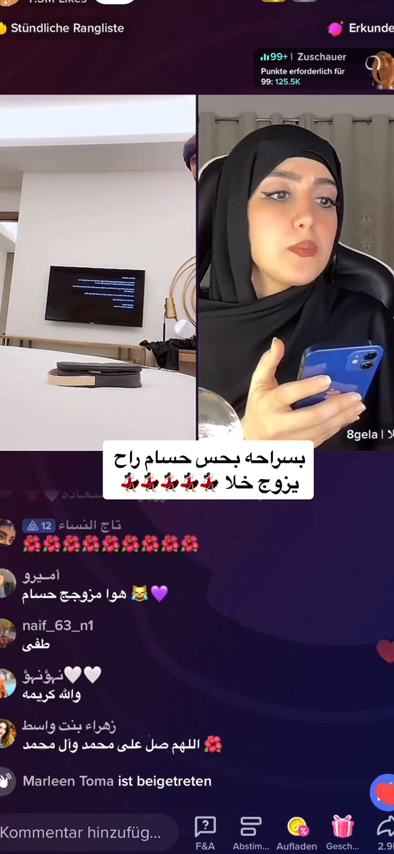 Stündliche Rangliste
Erkunde
99+ | Zuschauer
Punkte erforderlich für
99: 125.5K
8gela |
بسراحه بحس حسام راح
يزوج خلا 💃💃💃💃💃
12 تاج النساء
🌺🌺🌺🌺🌺🌺🌺🌺🌺
أميرو
هوا مزوجج حسام 😹💜
naif_63_n1
طفى
نهؤنهؤ🤍🤍
والله كريمه
زهراء بنت واسط
اللهم صل على محمد وآل محمد 🌺
Marleen Toma ist beigetreten
Kommentar hinzufüg...
F&A
Abstim...
Aufladen
Gesch...